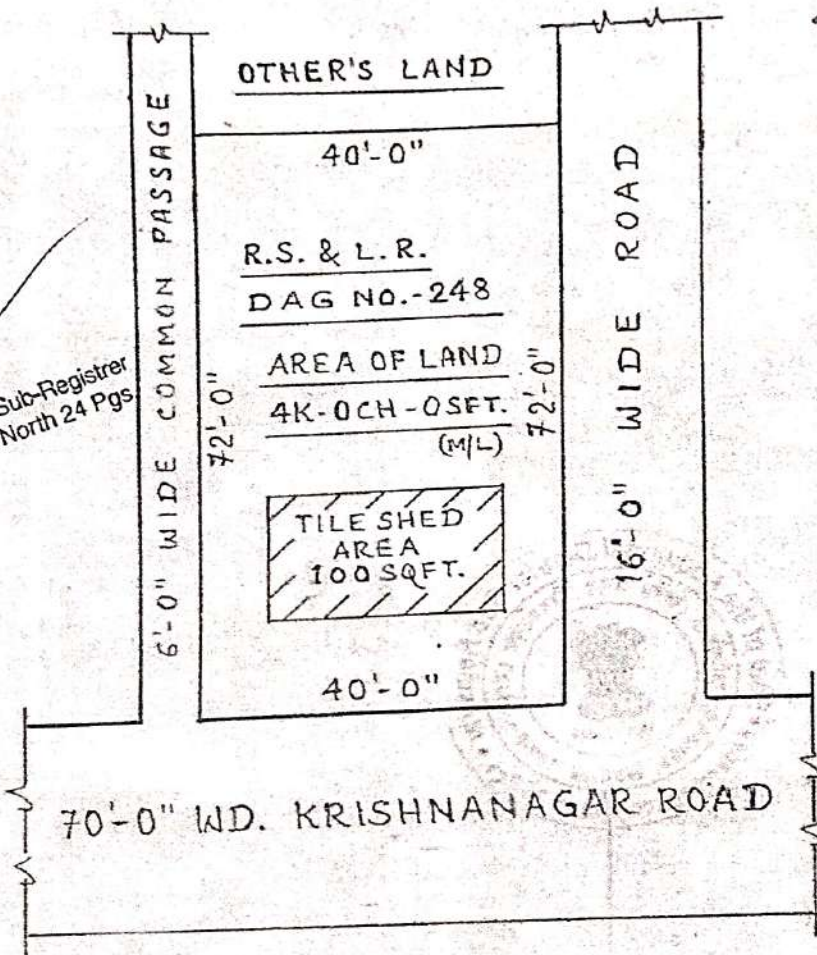 OTHER'S LAND
40'-0"
R.S. & L.R.
DAG NO.-248
AREA OF LAND
4K-0CH-0SFT.
(M/L)
72'-0"
72'-0"
TILE SHED
AREA
100 SQFT.
40'-0"
6'-0" WIDE COMMON PASSAGE
16'-0" WIDE ROAD
Sub-Registrer
North 24 Pgs
70'-0" WD. KRISHNANAGAR ROAD